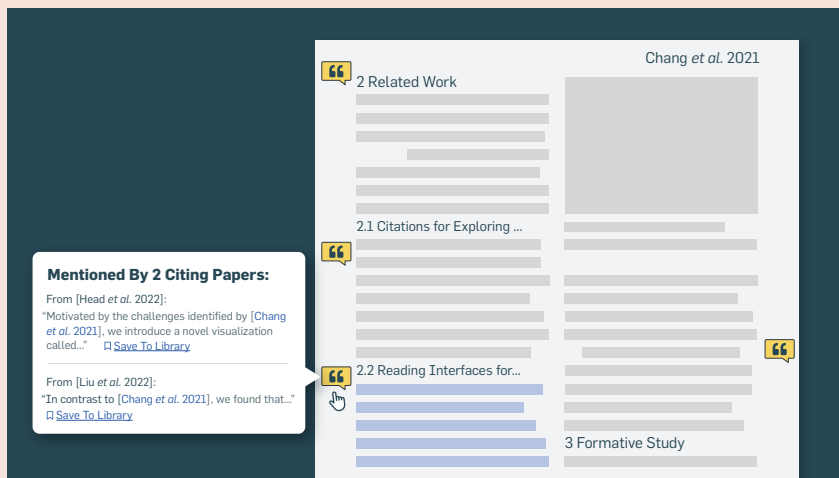 Chang et al. 2021
2 Related Work
2.1 Citations for Exploring ...
2.2 Reading Interfaces for...
3 Formative Study
Mentioned By 2 Citing Papers:
From [Head et al. 2022]:
“Motivated by the challenges identified by [Chang
et al. 2021], we introduce a novel visualization
called...” Save To Library
From [Liu et al. 2022]:
“In contrast to [Chang et al. 2021], we found that...”
Save To Library